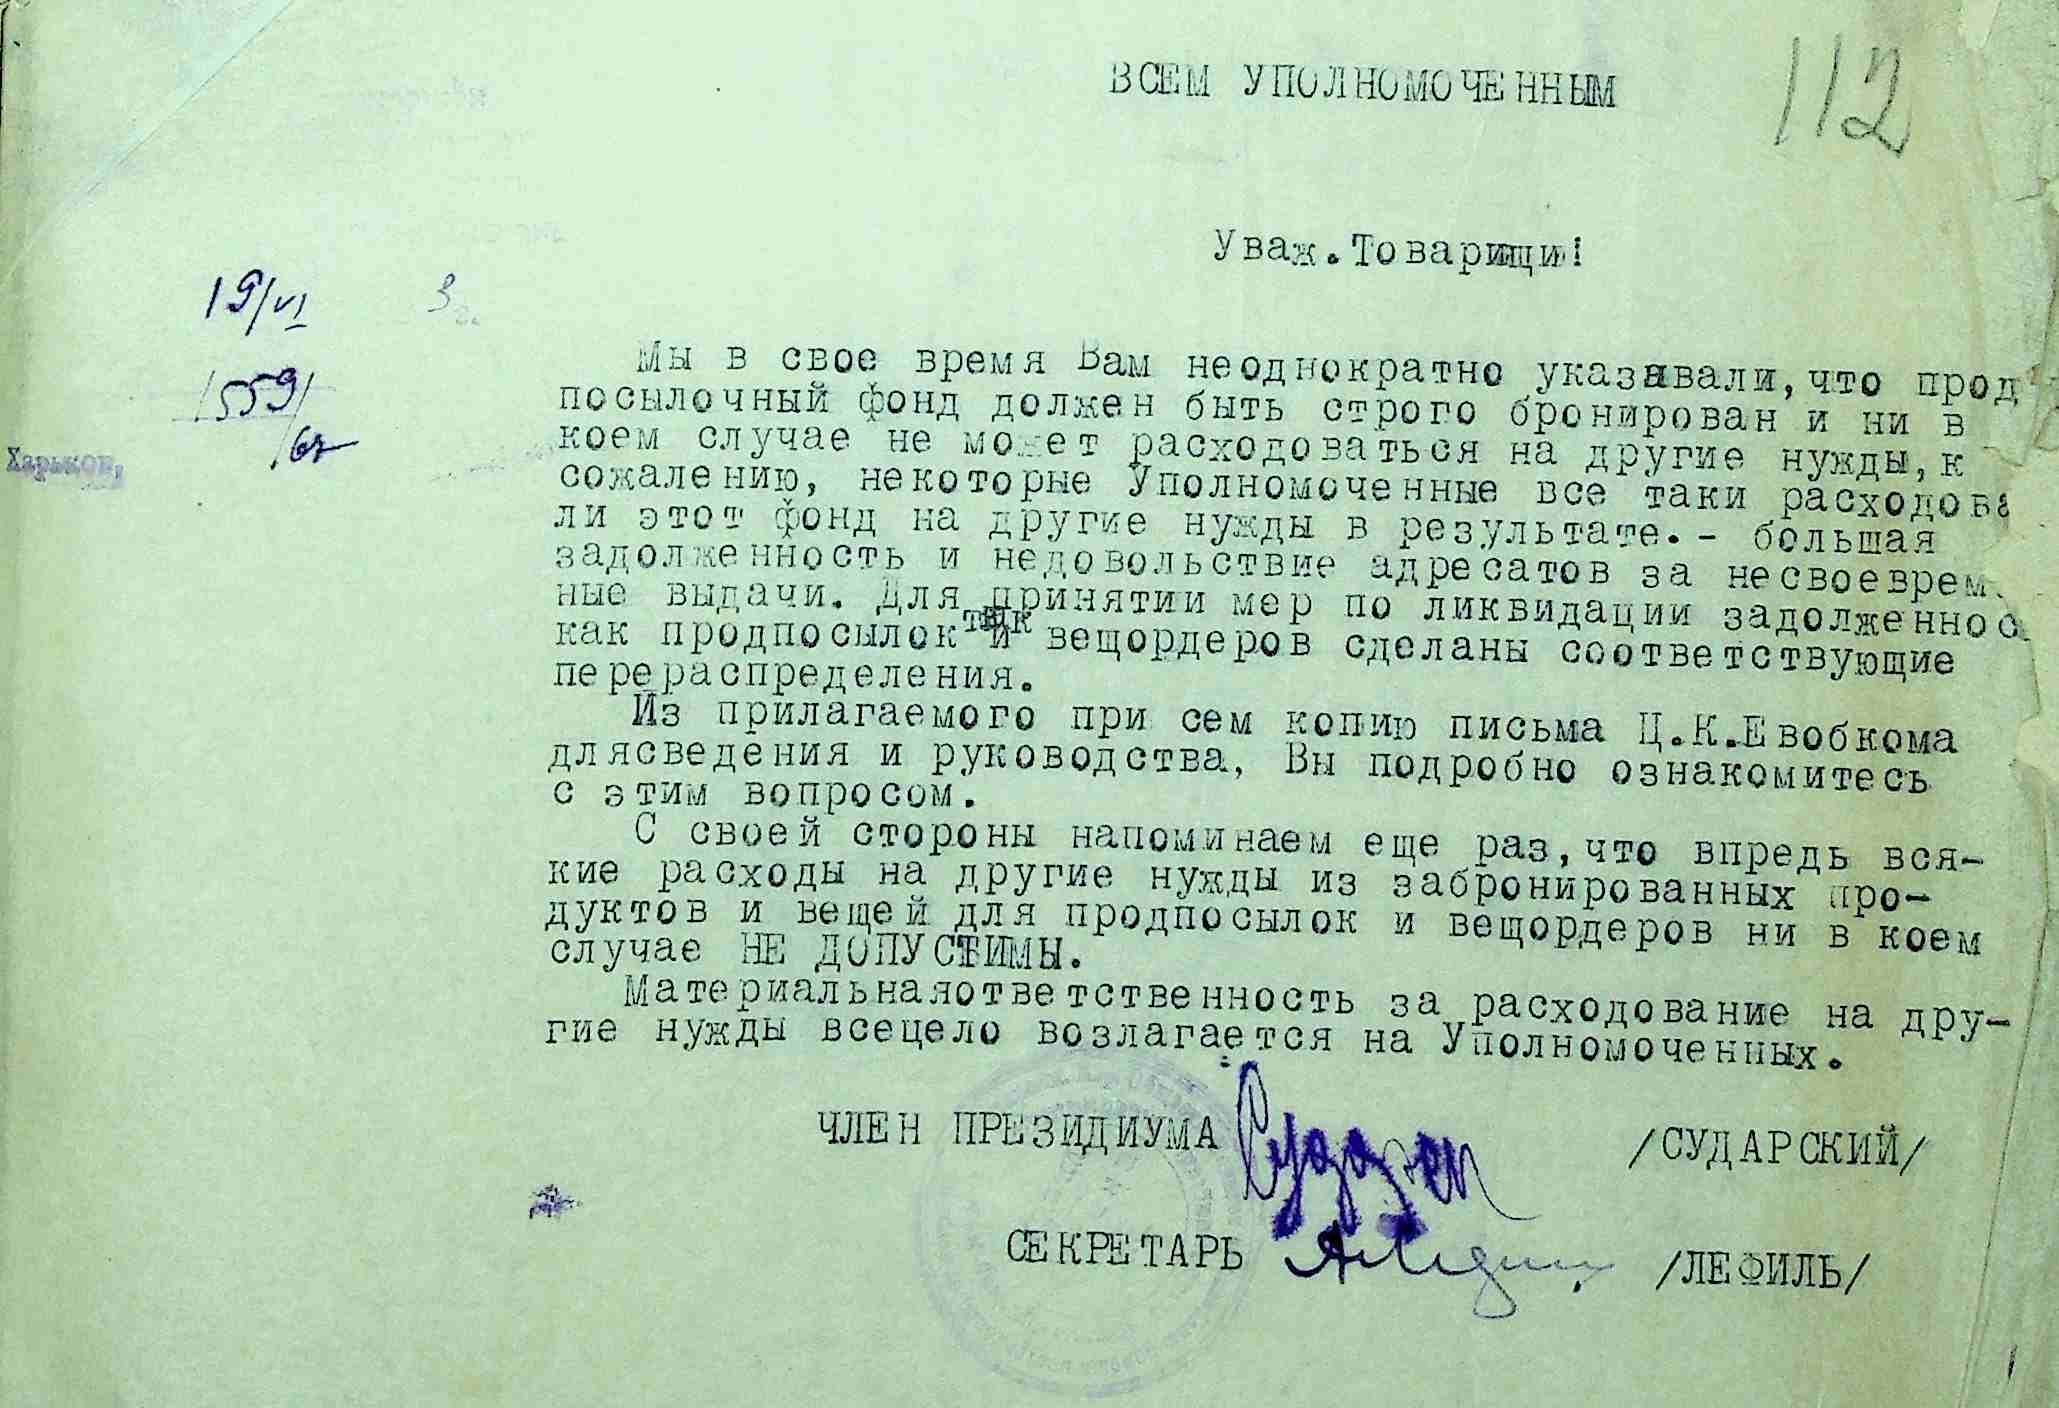 112
ВСЕМ УПОЛНОМОЧЕННЫМ
Уваж.Товарищи!
19/VI 3
1559/
Харьков,
Мы в свое время Вам неоднократно указывали,что прод
посылочный фонд должен быть строго бронирован и ни в
коем случае не может расходоваться на другие нужды,к
сожалению, некоторые Уполномоченные все таки расходова
ли этот фонд на другие нужды в результате.- большая
задолженность и недовольствие адресатов за несвоеврем
ные выдачи. Для принятии мер по ликвидации задолженнос
как продпосылок так и вещордеров сделаны соответствующие
перераспределения.
Из прилагаемого при сем копию письма Ц.К.Евобкома
длясведения и руководства, Вы подробно ознакомитесь
с этим вопросом.
С своей стороны напоминаем еще раз,что впредь вся-
кие расходы на другие нужды из забронированных про-
дуктов и вещей для продпосылок и вещордеров ни в коем
случае НЕ ДОПУСТИМЫ.
Материальнаяответственность за расходование на дру-
гие нужды всецело возлагается на Уполномоченных.
ЧЛЕН ПРЕЗИДИУМА /СУДАРСКИЙ/
СЕКРЕТАРЬ /ЛЕФИЛЬ/